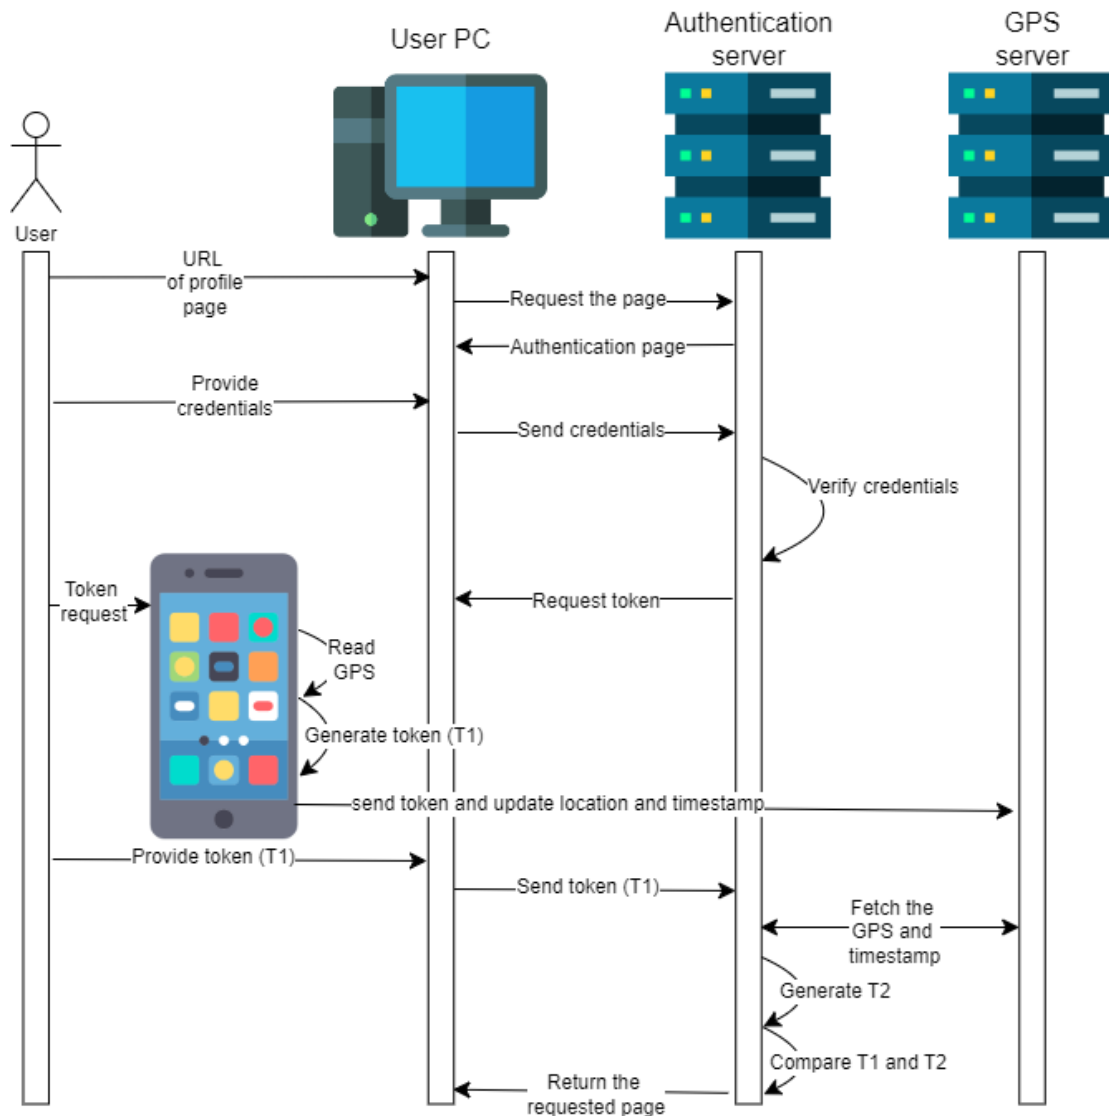 User PC
Authentication
server
GPS
server
User
URL
of profile
page
Request the page
Authentication page
Provide
credentials
Send credentials
Verify credentials
Token
request
Request token
Read
GPS
Generate token (T1)
send token and update location and timestamp
Provide token (T1)
Send token (T1)
Fetch the
GPS and
timestamp
Generate T2
Compare T1 and T2
Return the
requested page